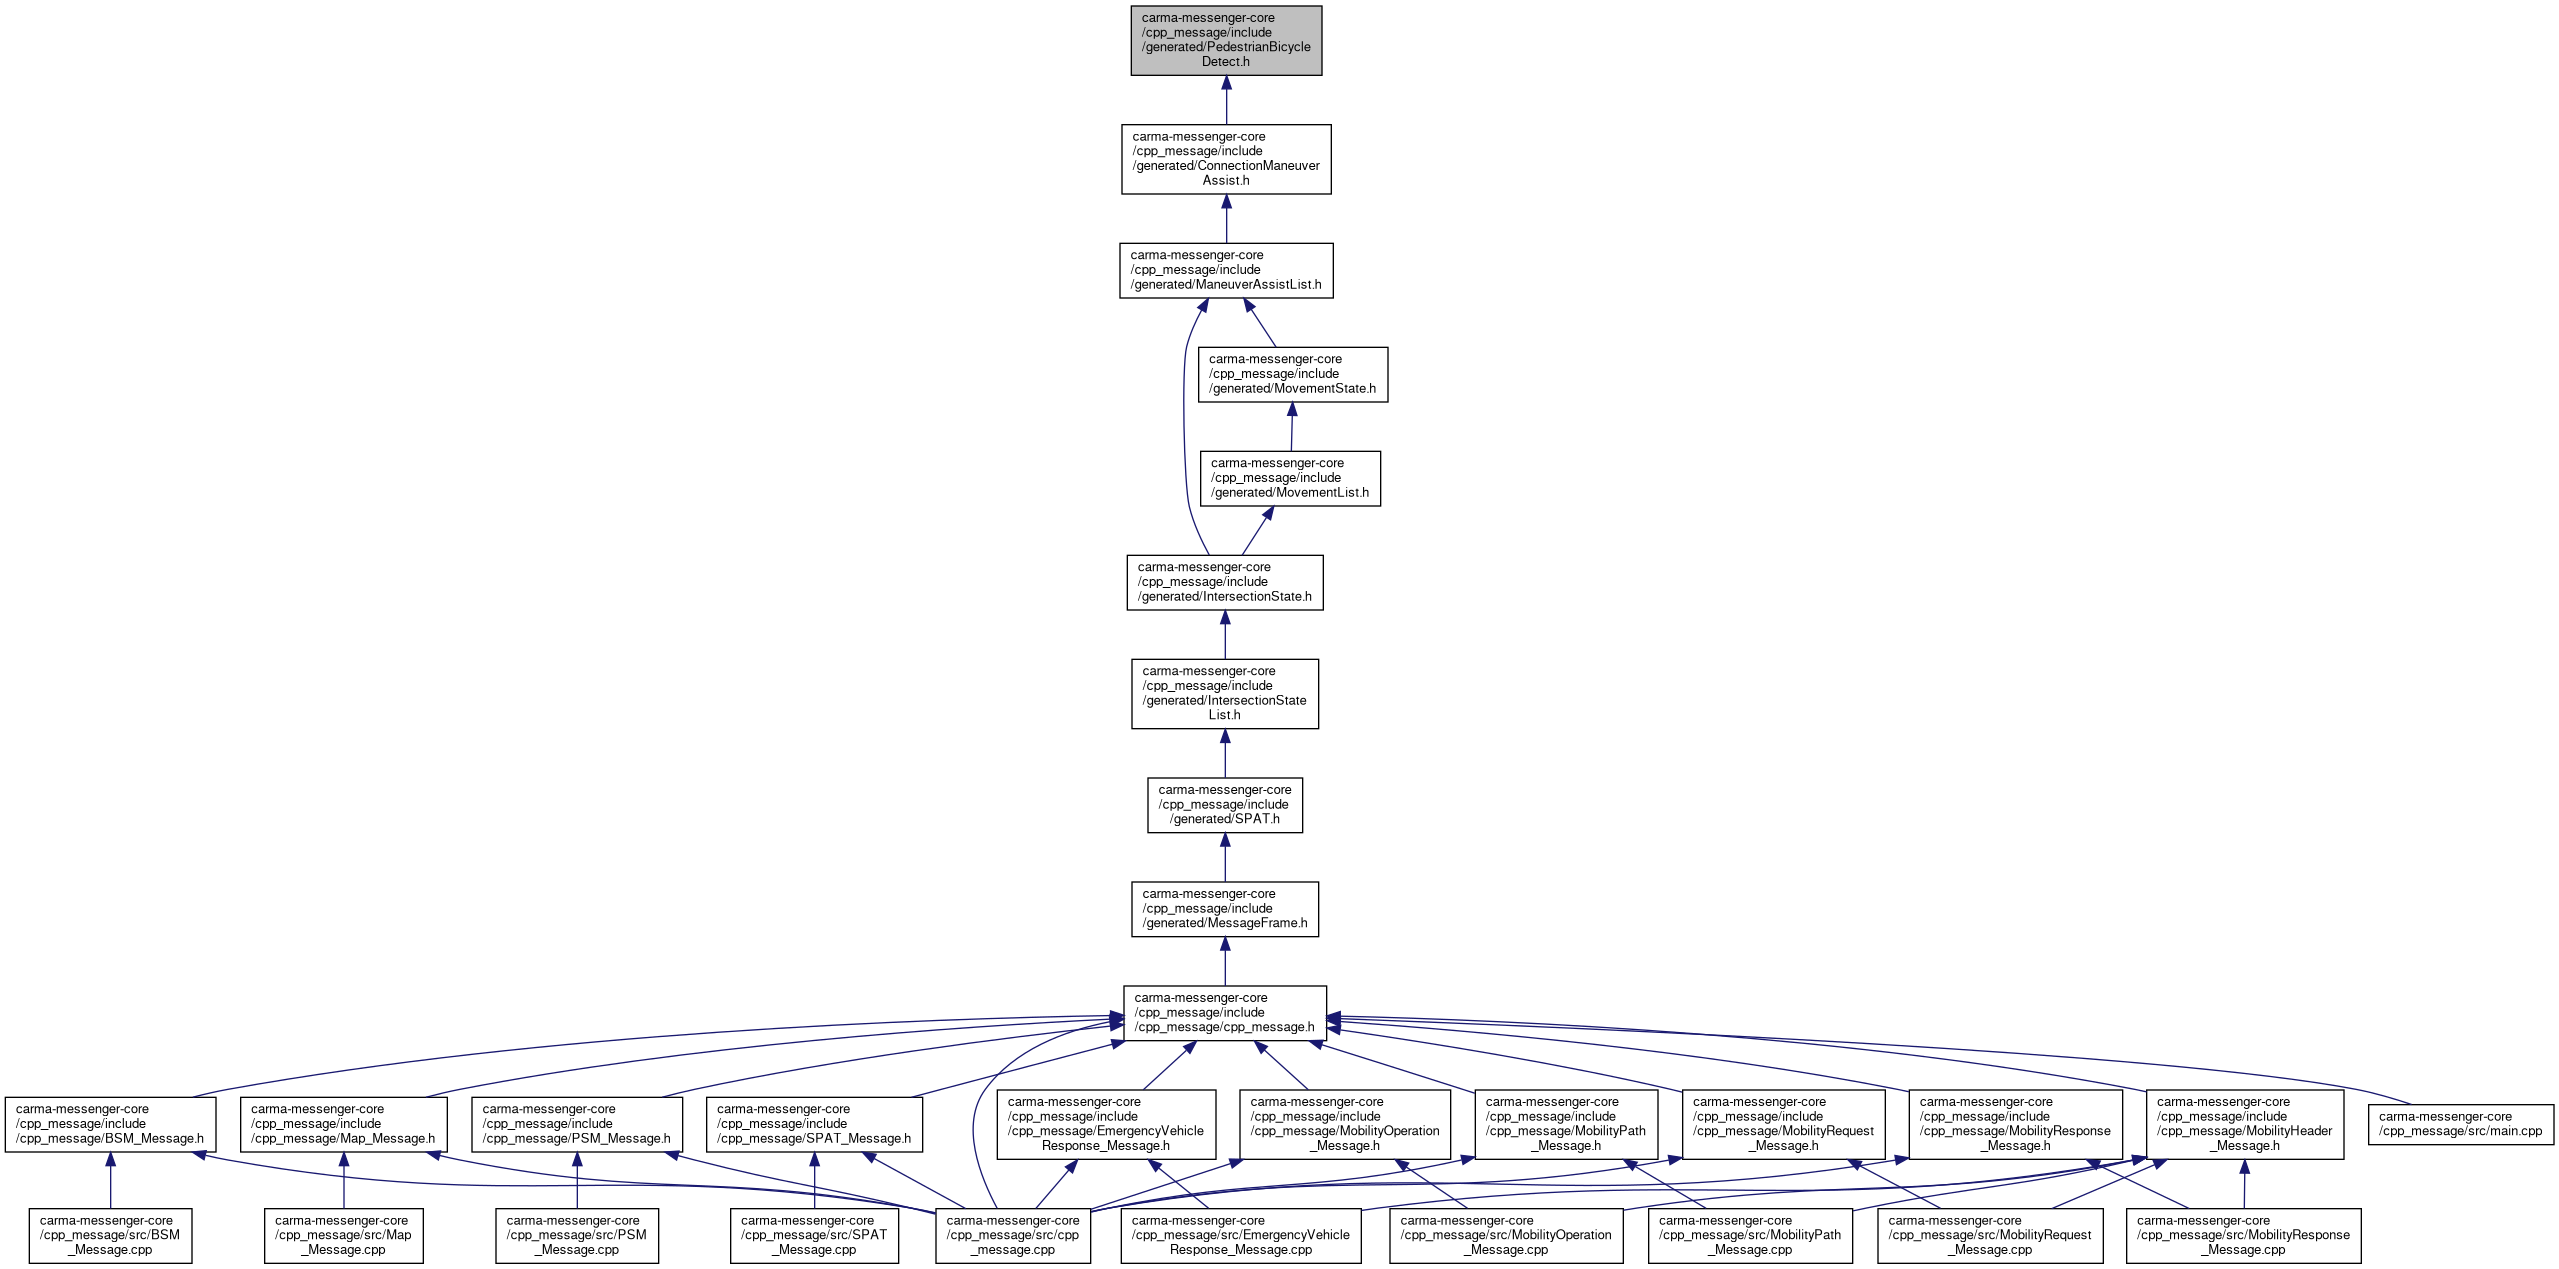 carma-messenger-core
/cpp_message/include
/generated/PedestrianBicycle
Detect.h
carma-messenger-core
/cpp_message/include
/generated/ConnectionManeuver
Assist.h
carma-messenger-core
/cpp_message/include
/generated/ManeuverAssistList.h
carma-messenger-core
/cpp_message/include
/generated/MovementState.h
carma-messenger-core
/cpp_message/include
/generated/MovementList.h
carma-messenger-core
/cpp_message/include
/generated/IntersectionState.h
carma-messenger-core
/cpp_message/include
/generated/IntersectionState
List.h
carma-messenger-core
/cpp_message/include
/generated/SPAT.h
carma-messenger-core
/cpp_message/include
/generated/MessageFrame.h
carma-messenger-core
/cpp_message/include
/cpp_message/cpp_message.h
carma-messenger-core
/cpp_message/include
/cpp_message/BSM_Message.h
carma-messenger-core
/cpp_message/include
/cpp_message/Map_Message.h
carma-messenger-core
/cpp_message/include
/cpp_message/PSM_Message.h
carma-messenger-core
/cpp_message/include
/cpp_message/SPAT_Message.h
carma-messenger-core
/cpp_message/include
/cpp_message/EmergencyVehicle
Response_Message.h
carma-messenger-core
/cpp_message/include
/cpp_message/MobilityOperation
_Message.h
carma-messenger-core
/cpp_message/include
/cpp_message/MobilityPath
_Message.h
carma-messenger-core
/cpp_message/include
/cpp_message/MobilityRequest
_Message.h
carma-messenger-core
/cpp_message/include
/cpp_message/MobilityResponse
_Message.h
carma-messenger-core
/cpp_message/include
/cpp_message/MobilityHeader
_Message.h
carma-messenger-core
/cpp_message/src/main.cpp
carma-messenger-core
/cpp_message/src/BSM
_Message.cpp
carma-messenger-core
/cpp_message/src/Map
_Message.cpp
carma-messenger-core
/cpp_message/src/PSM
_Message.cpp
carma-messenger-core
/cpp_message/src/SPAT
_Message.cpp
carma-messenger-core
/cpp_message/src/cpp
_message.cpp
carma-messenger-core
/cpp_message/src/EmergencyVehicle
Response_Message.cpp
carma-messenger-core
/cpp_message/src/MobilityOperation
_Message.cpp
carma-messenger-core
/cpp_message/src/MobilityPath
_Message.cpp
carma-messenger-core
/cpp_message/src/MobilityRequest
_Message.cpp
carma-messenger-core
/cpp_message/src/MobilityResponse
_Message.cpp